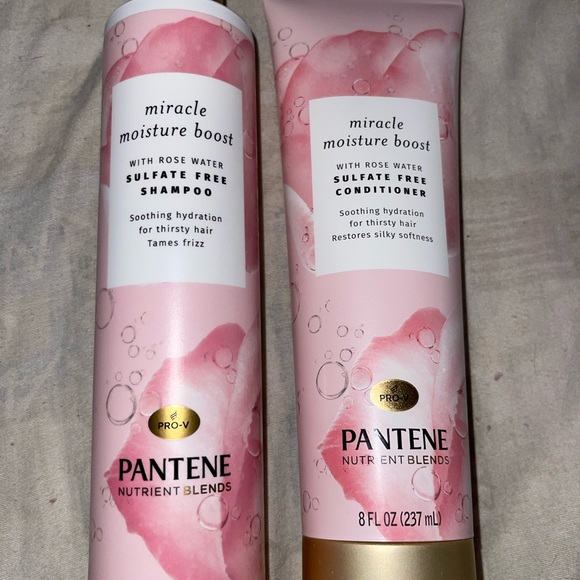 miracle
moisture boost
WITH ROSE WATER
SULFATE FREE
SHAMPOO
Soothing hydration
for thirsty hair
Tames frizz
PRO-V
PANTENE
NUTRIENT BLENDS
miracle
moisture boost
WITH ROSE WATER
SULFATE FREE
CONDITIONER
Soothing hydration
for thirsty hair
Restores silky softness
PRO-V
PANTENE
NUTRIENT BLENDS
8 FL OZ (237 mL)